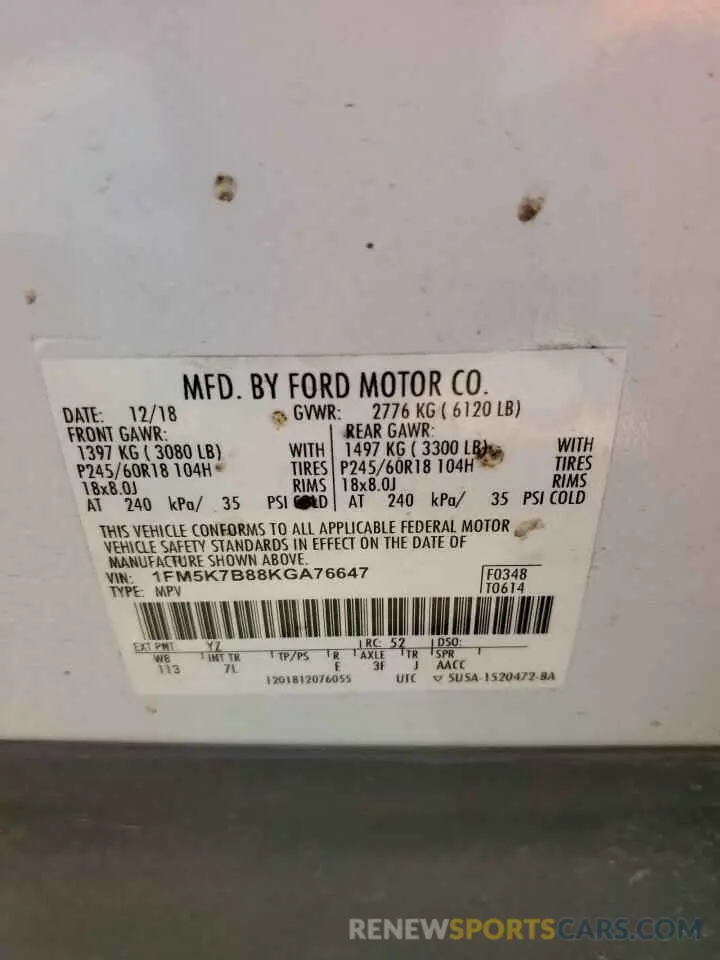 MFD. BY FORD MOTOR CO.
DATE: 12/18 GVWR: 2776 KG ( 6120 LB)
FRONT GAWR: REAR GAWR:
1397 KG ( 3080 LB) WITH 1497 KG ( 3300 LB) WITH
P245/60R18 104H TIRES P245/60R18 104H TIRES
18x8.0J RIMS 18x8.0J RIMS
AT 240 kPa/ 35 PSI COLD AT 240 kPa/ 35 PSI COLD
THIS VEHICLE CONFORMS TO ALL APPLICABLE FEDERAL MOTOR
VEHICLE SAFETY STANDARDS IN EFFECT ON THE DATE OF
MANUFACTURE SHOWN ABOVE.
VIN: 1FM5K7B88KGA76647 F0348
TYPE: MPV T0614
EXT PNT: YZ RC: 52 DSO:
WB INT TR TP/PS R AXLE TR SPR
113 7L E 3F J AACC
1201812076055 UTC ▽ 5U5A-1520472-BA
RENEWSPORTSCARS.COM